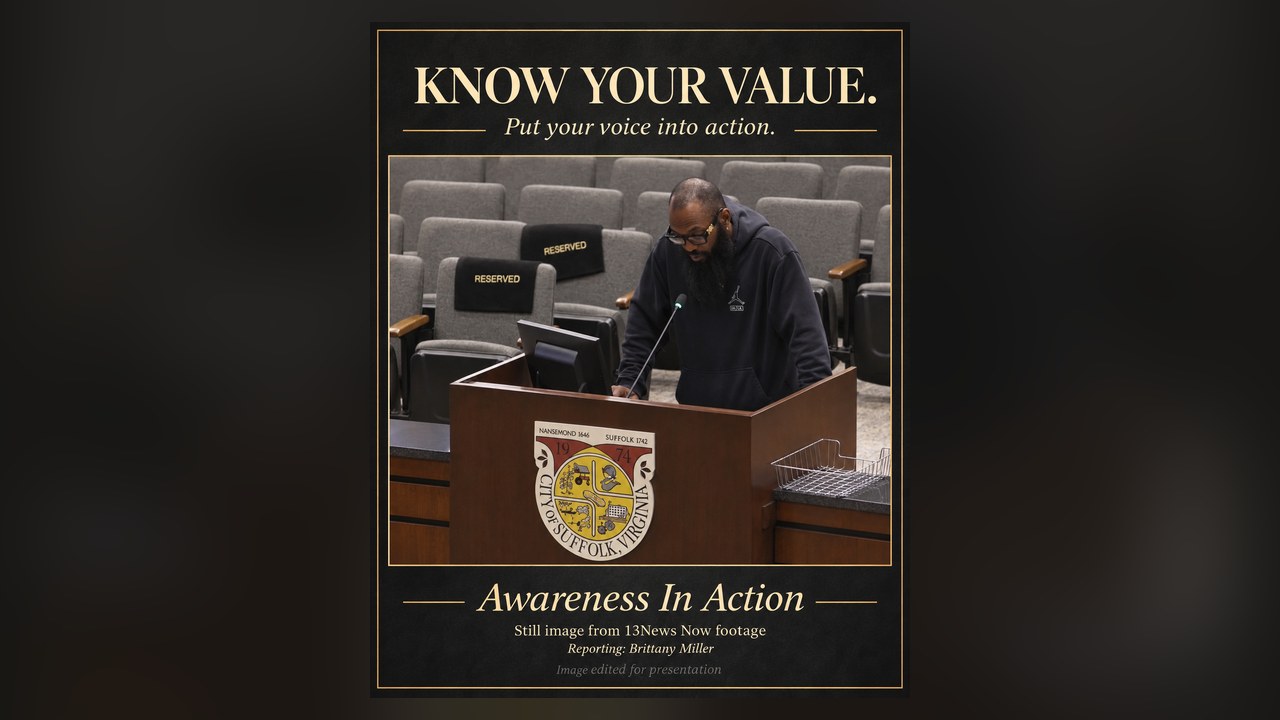 KNOW YOUR VALUE.
Put your voice into action.
RESERVED
RESERVED
NANSEMOND 1646 SUFFOLK 1742
19 74
CITY OF SUFFOLK, VIRGINIA
Awareness In Action
Still image from 13News Now footage
Reporting: Brittany Miller
Image edited for presentation